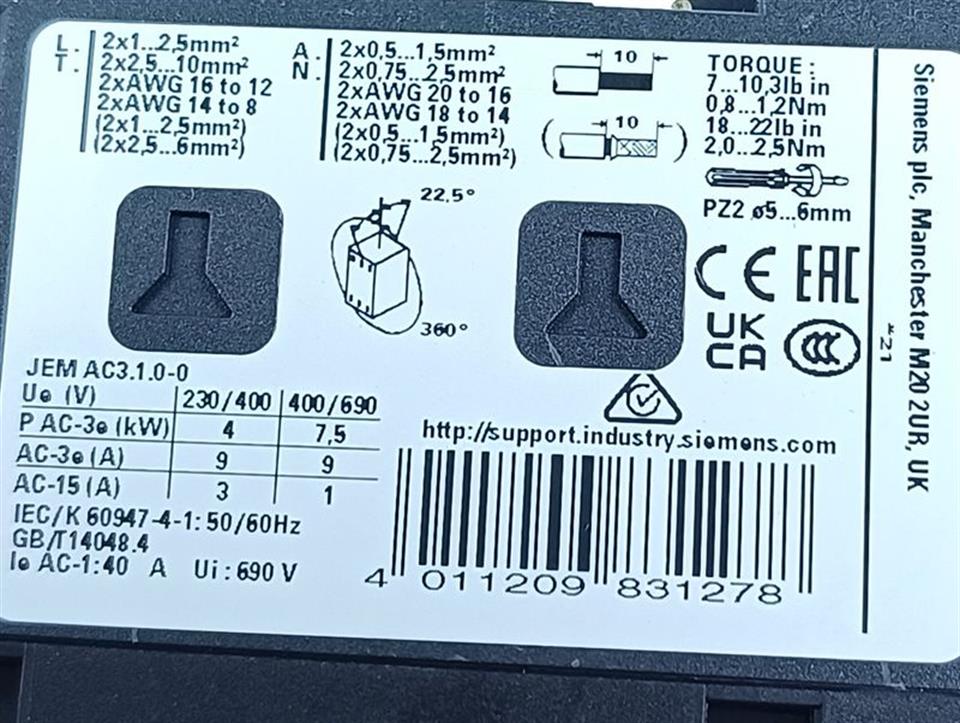 L. 2x1...2,5mm²
T. 2x2,5...10mm²
2xAWG 16 to 12
2xAWG 14 to 8
(2x1...2,5mm²)
(2x2,5...6mm²)
A. 2x0,5...1,5mm²
N. 2x0,75...2,5mm²
2xAWG 20 to 16
2xAWG 18 to 14
(2x0,5...1,5mm²)
(2x0,75...2,5mm²)
10
( 10 )
TORQUE:
7...10,3lb in
0,8...1,2Nm
18...22lb in
2,0...2,5Nm
PZ2 ø5...6mm
22,5°
360°
CE EAC
UK
CA
CCC
JEM AC3.1.0-0
Ue (V) 230/400 400/690
P AC-3e (kW) 4 7,5
AC-3e (A) 9 9
AC-15 (A) 3 1
IEC/K 60947-4-1: 50/60Hz
GB/T14048.4
Ie AC-1:40 A Ui: 690 V
http://support.industry.siemens.com
4 011209 831278
Siemens plc, Manchester M20 2UR, UK
*21